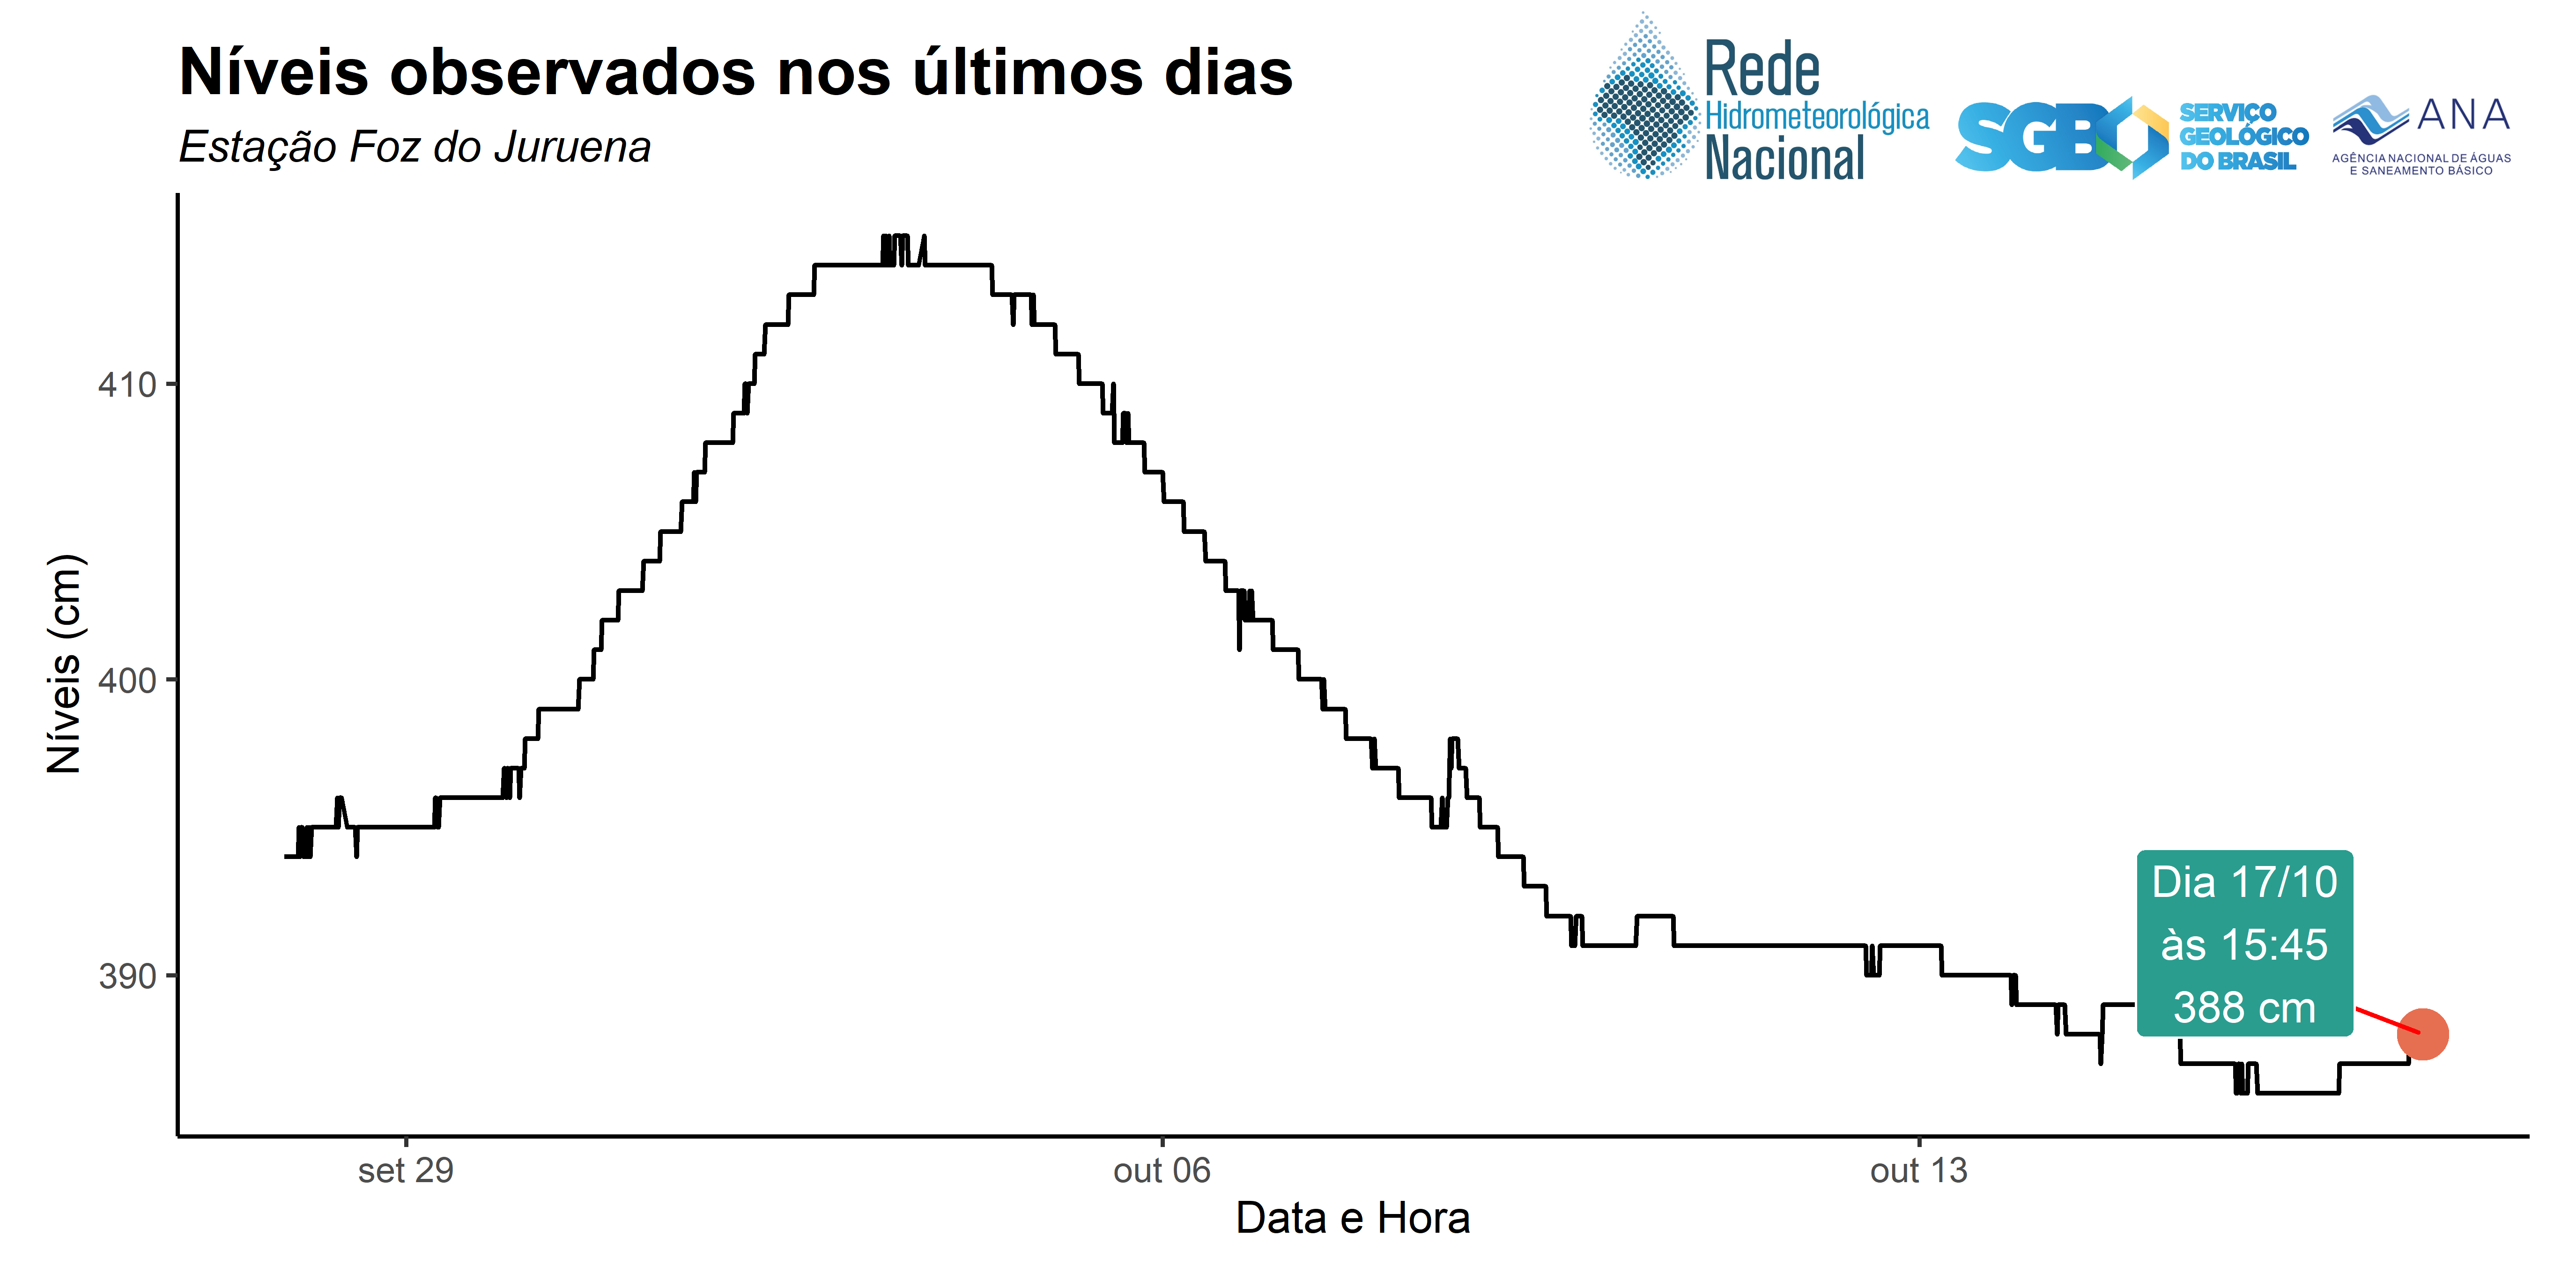 Níveis observados nos últimos dias
Estação Foz do Juruena
Rede
Hidrometeorológica
Nacional
SGB
SERVIÇO
GEOLÓGICO
DO BRASIL
ANA
AGÊNCIA NACIONAL DE ÁGUAS
E SANEAMENTO BÁSICO
Níveis (cm)
410
400
390
Dia 17/10
às 15:45
388 cm
set 29
out 06
out 13
Data e Hora